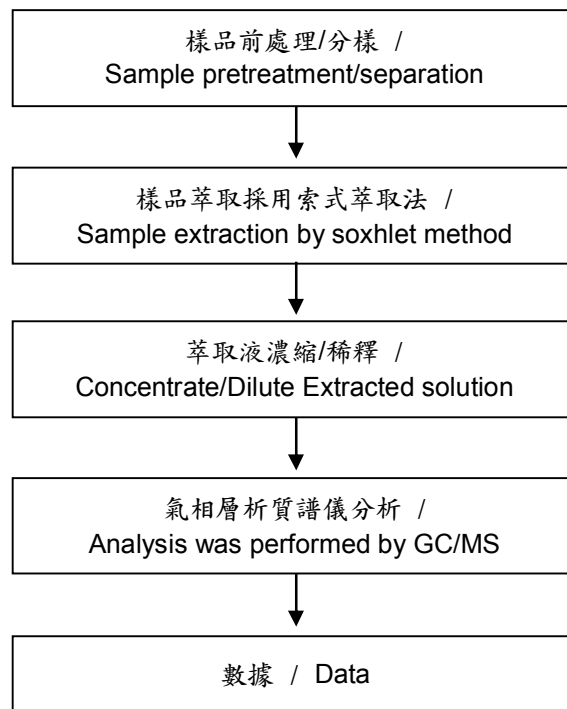 樣品前處理/分樣 /
Sample pretreatment/separation
樣品萃取採用索式萃取法 /
Sample extraction by soxhlet method
萃取液濃縮/稀釋 /
Concentrate/Dilute Extracted solution
氣相層析質譜儀分析 /
Analysis was performed by GC/MS
數據 / Data